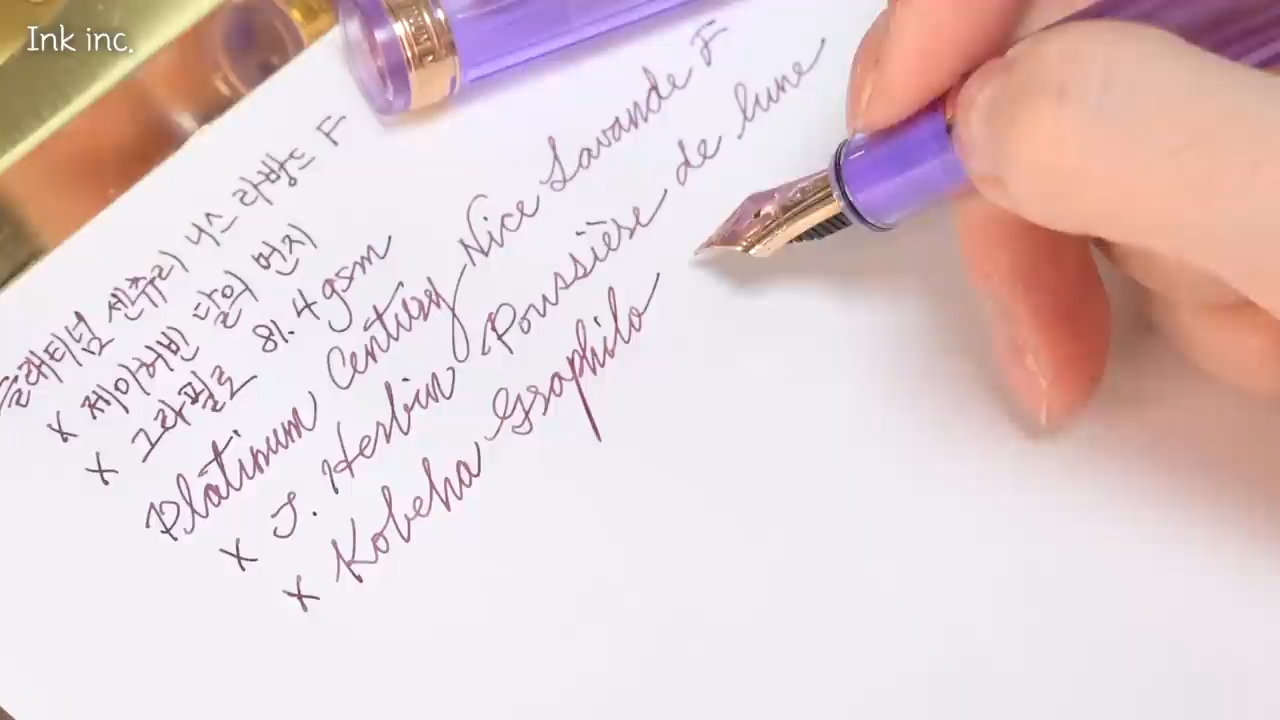 Ink inc.
플래티넘 센츄리 니스 라방드 F
x 제이허빈 달의 먼지
x 그라필로 81.4gsm
Platinum Century Nice Lavande F
x J. Herbin Poussière de lune
x Kobeha Graphilo